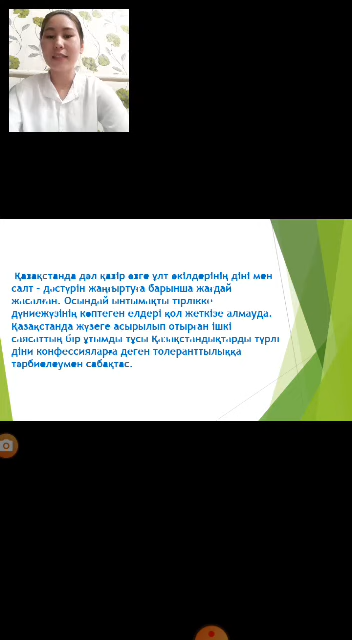 Қазақстанда дәл қазір өзге ұлт өкілдерінің діні мен
салт – дәстүрін жаңғыртуға барынша жағдай
жасалған. Осындай ынтымақты тірлікке
дүниежүзінің көптеген елдері қол жеткізе алмауда.
Қазақстанда жүзеге асырылып отырған ішкі
саясаттың бір ұтымды тұсы Қазақстандықтарды түрлі
діни конфессияларға деген толеранттылыққа
тәрбиелеумен сабақтас.